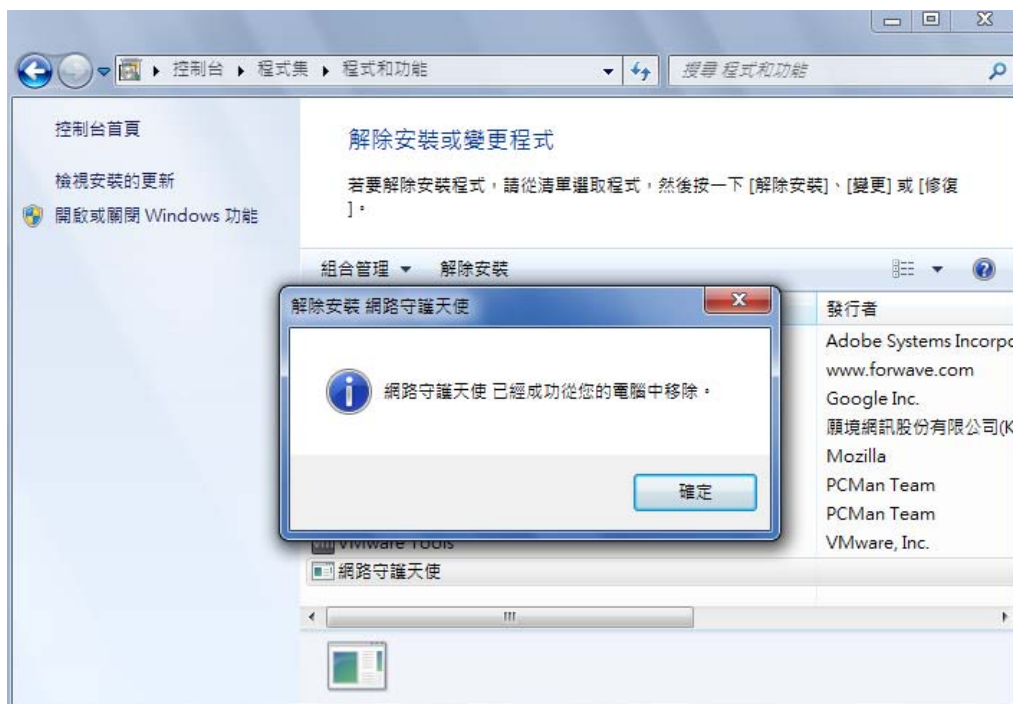 控制台 ▸ 程式集 ▸ 程式和功能
搜尋 程式和功能
控制台首頁
檢視安裝的更新
開啟或關閉 Windows 功能
解除安裝或變更程式
若要解除安裝程式，請從清單選取程式，然後按一下 [解除安裝]、[變更] 或 [修復
]。
組合管理
解除安裝
解除安裝 網路守護天使
網路守護天使 已經成功從您的電腦中移除。
確定
發行者
Adobe Systems Incorpo
www.forwave.com
Google Inc.
願境網訊股份有限公司(K
Mozilla
PCMan Team
PCMan Team
VMware Tools
VMware, Inc.
網路守護天使